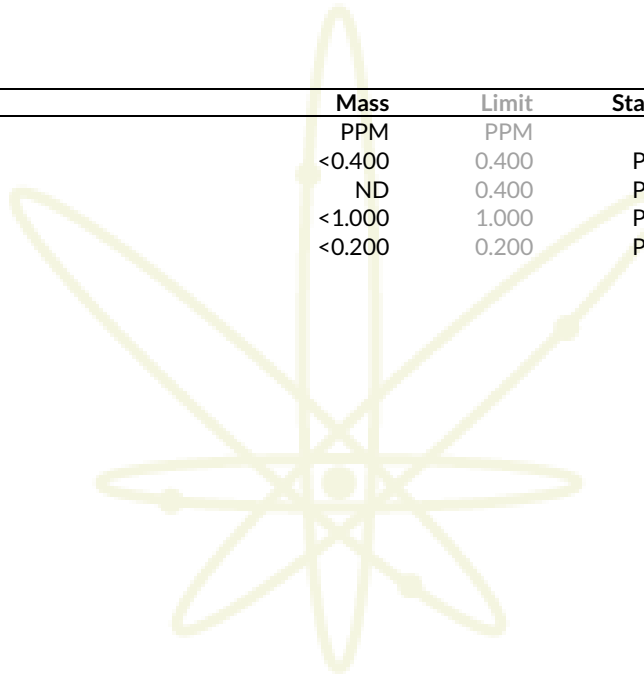 Mass Limit Sta
PPM PPM
<0.400 0.400 P
ND 0.400 P
<1.000 1.000 P
<0.200 0.200 P